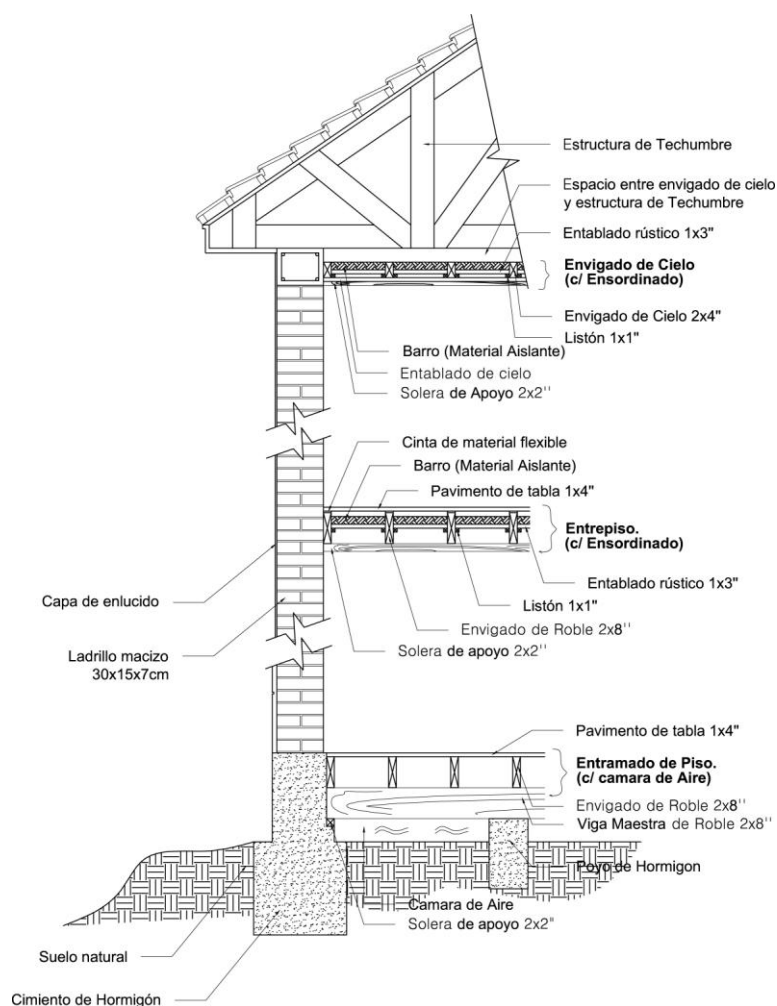 Estructura de Techumbre
Espacio entre envigado de cielo
y estructura de Techumbre
Entablado rústico 1x3"
Envigado de Cielo
(c/ Ensordinado)
Envigado de Cielo 2x4"
Listón 1x1"
Barro (Material Aislante)
Entablado de cielo
Solera de Apoyo 2x2''
Cinta de material flexible
Barro (Material Aislante)
Pavimento de tabla 1x4"
Entrepiso.
(c/ Ensordinado)
Entablado rústico 1x3"
Capa de enlucido
Listón 1x1"
Envigado de Roble 2x8''
Solera de apoyo 2x2''
Ladrillo macizo
30x15x7cm
Pavimento de tabla 1x4"
Entramado de Piso.
(c/ camara de Aire)
Envigado de Roble 2x8''
Viga Maestra de Roble 2x8''
Poyo de Hormigon
Camara de Aire
Solera de apoyo 2x2"
Suelo natural
Cimiento de Hormigón